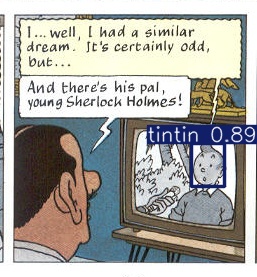 I... well, I had a similar
dream. It's certainly odd,
but...
And there's his pal,
young Sherlock Holmes!
tintin 0.89